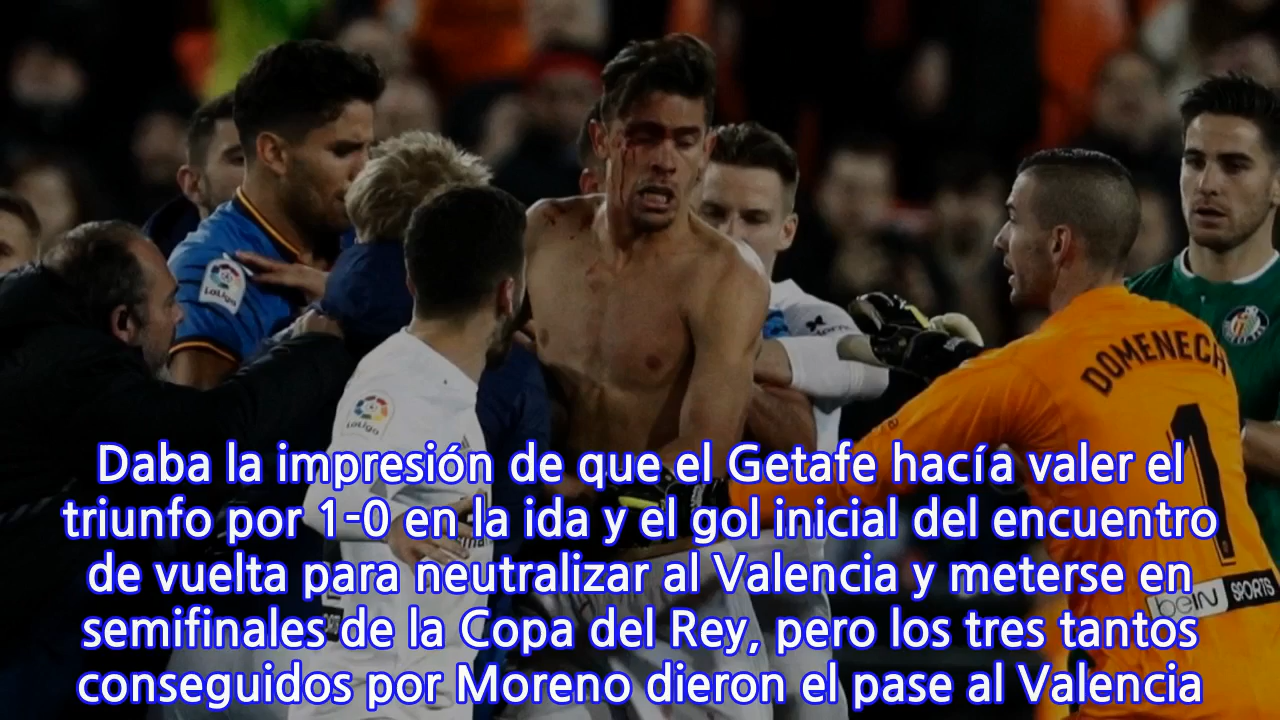 LaLiga
LaLiga
DOMENECH
1
beIN SPORTS
Daba la impresión de que el Getafe hacía valer el
triunfo por 1-0 en la ida y el gol inicial del encuentro
de vuelta para neutralizar al Valencia y meterse en
semifinales de la Copa del Rey, pero los tres tantos
conseguidos por Moreno dieron el pase al Valencia